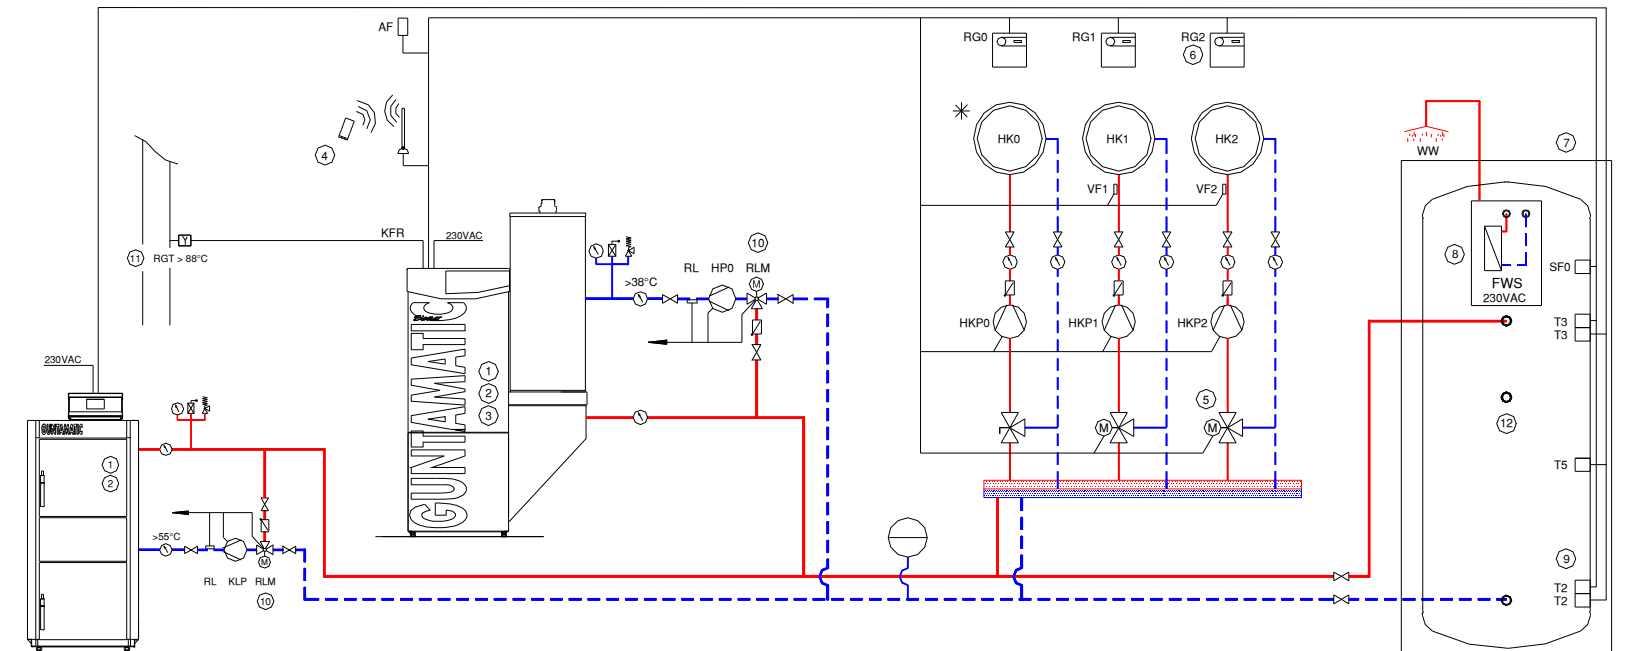 AF
RG0
RG1
RG2
6
4
HK0
HK1
HK2
WW
7
VF1
VF2
KFR
230VAC
11
RGT > 88°C
10
RL
HP0
RLM
M
>38°C
8
FWS
230VAC
SF0
HKP0
HKP1
HKP2
T3
T3
230VAC
GUNTAMATIC
1
2
3
5
M
M
12
GUNTAMATIC
1
2
T5
>55°C
RL
KLP
RLM
M
10
9
T2
T2